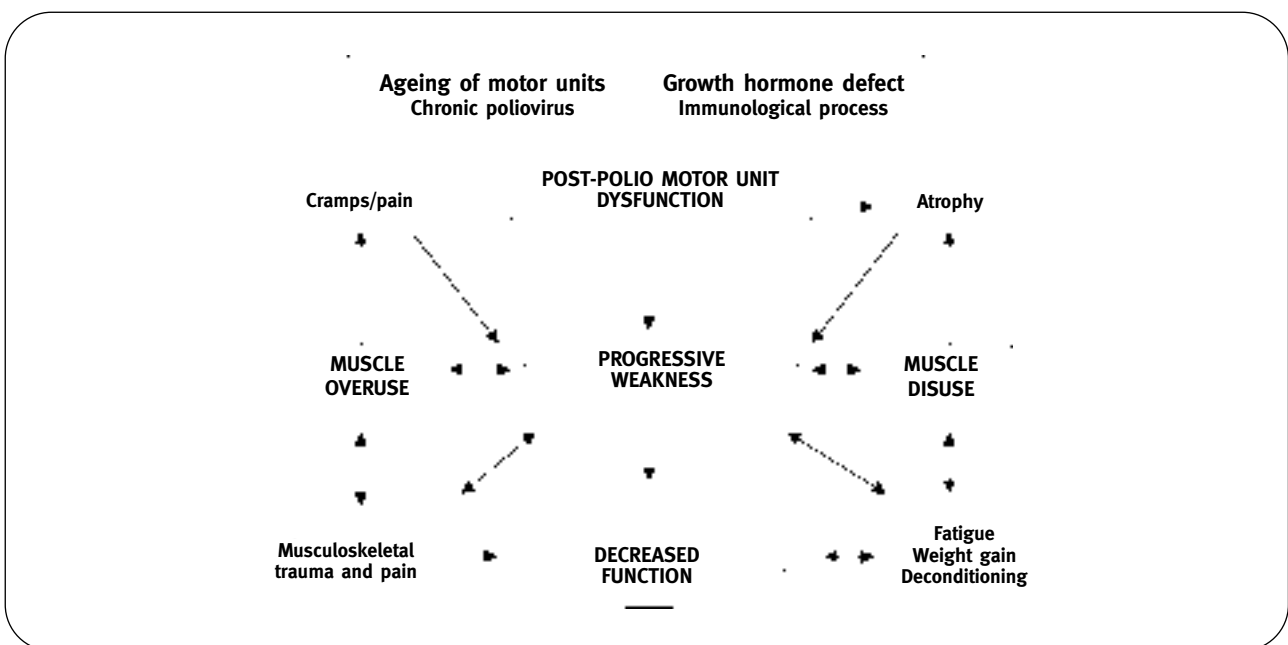 Ageing of motor units
Chronic poliovirus
Growth hormone defect
Immunological process
POST-POLIO MOTOR UNIT
DYSFUNCTION
Cramps/pain
Atrophy
MUSCLE
OVERUSE
PROGRESSIVE
WEAKNESS
MUSCLE
DISUSE
Musculoskeletal
trauma and pain
DECREASED
FUNCTION
Fatigue
Weight gain
Deconditioning